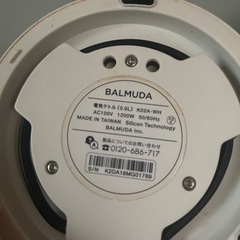 BALMUDA
電気ケトル (0.6L) K02A-WH
AC100V 1200W 50/60Hz
MADE IN TAIWAN Silicon Technology
BALMUDA Inc.
製品についてのお問い合わせ
0120-686-717
S/N K2DA16MG01789